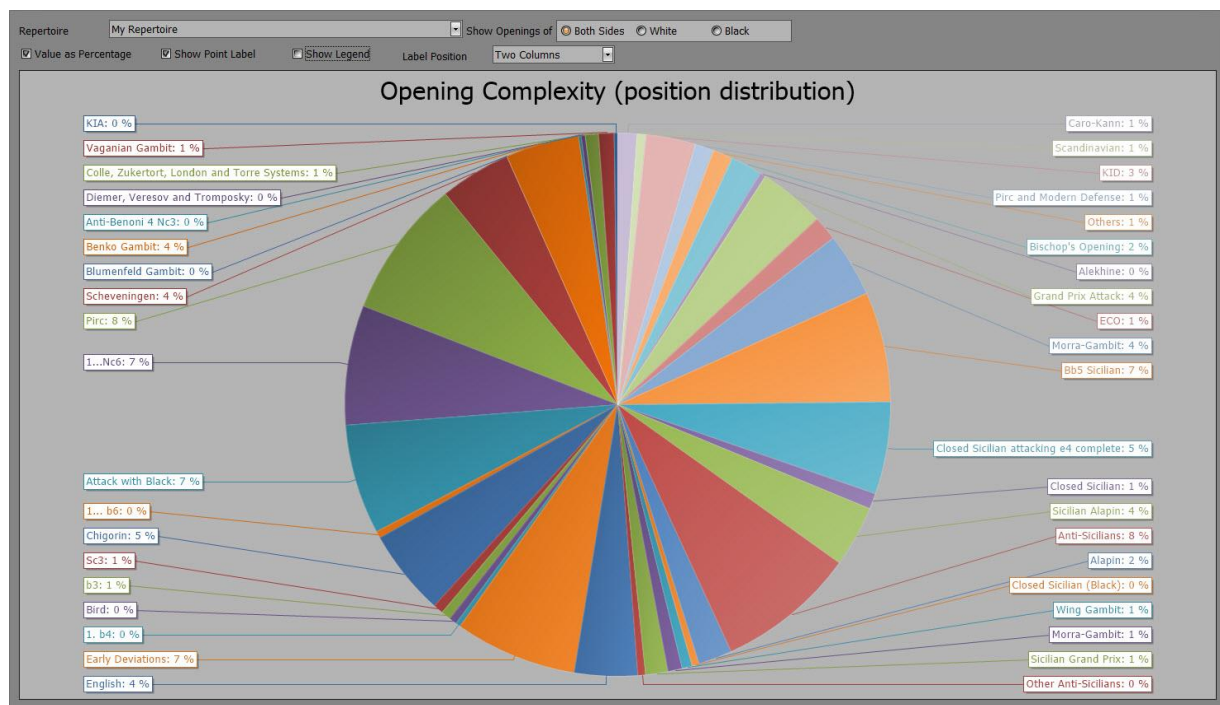 Repertoire My Repertoire Show Openings of Both Sides White Black
Value as Percentage Show Point Label Show Legend Label Position Two Columns
Opening Complexity (position distribution)
KIA: 0 %
Vaganian Gambit: 1 %
Colle, Zukertort, London and Torre Systems: 1 %
Diemer, Veresov and Tromposky: 0 %
Anti-Benoni 4 Nc3: 0 %
Benko Gambit: 4 %
Blumenfeld Gambit: 0 %
Scheveningen: 4 %
Pirc: 8 %
1...Nc6: 7 %
Attack with Black: 7 %
1... b6: 0 %
Chigorin: 5 %
Sc3: 1 %
b3: 1 %
Bird: 0 %
1. b4: 0 %
Early Deviations: 7 %
English: 4 %
Caro-Kann: 1 %
Scandinavian: 1 %
KID: 3 %
Pirc and Modern Defense: 1 %
Others: 1 %
Bischop's Opening: 2 %
Alekhine: 0 %
Grand Prix Attack: 4 %
ECO: 1 %
Morra-Gambit: 4 %
Bb5 Sicilian: 7 %
Closed Sicilian attacking e4 complete: 5 %
Closed Sicilian: 1 %
Sicilian Alapin: 4 %
Anti-Sicilians: 8 %
Alapin: 2 %
Closed Sicilian (Black): 0 %
Wing Gambit: 1 %
Morra-Gambit: 1 %
Sicilian Grand Prix: 1 %
Other Anti-Sicilians: 0 %